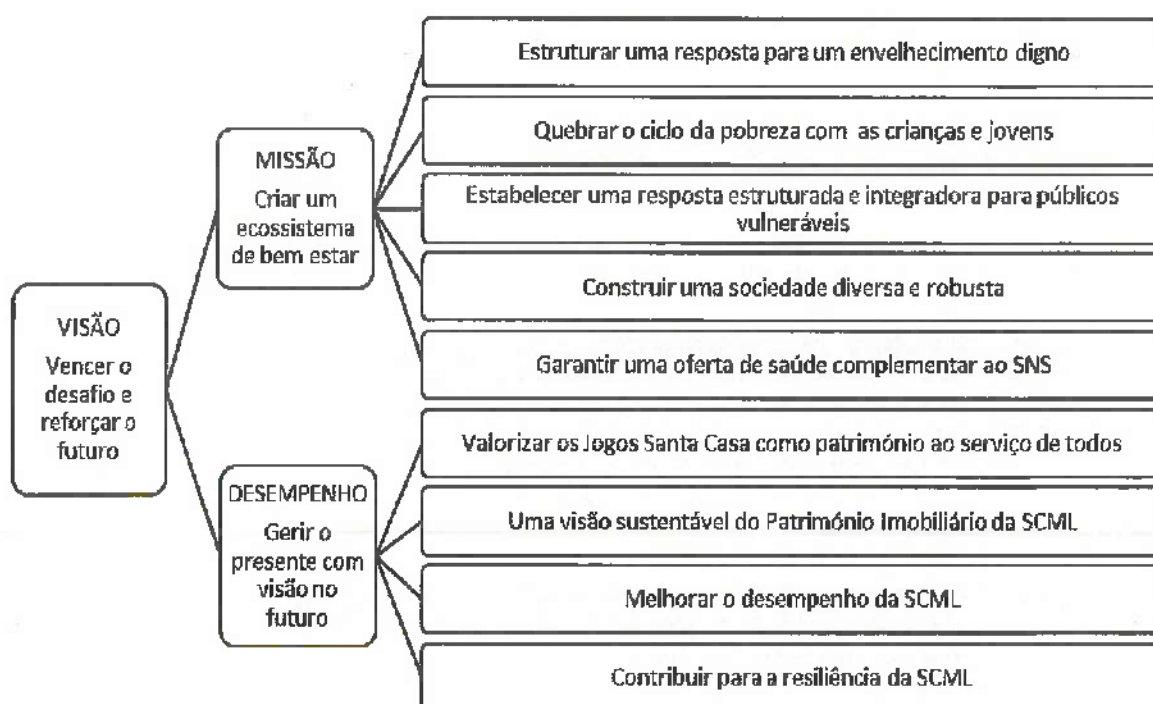 VISÃO
Vencer o
desafio e
reforçar o
futuro
MISSÃO
Criar um
ecossistema
de bem estar
Estruturar uma resposta para um envelhecimento digno
Quebrar o ciclo da pobreza com as crianças e jovens
Estabelecer uma resposta estruturada e integradora para públicos
vulneráveis
Construir uma sociedade diversa e robusta
Garantir uma oferta de saúde complementar ao SNS
DESEMPENHO
Gerir o
presente com
visão no
futuro
Valorizar os Jogos Santa Casa como património ao serviço de todos
Uma visão sustentável do Património Imobiliário da SCML
Melhorar o desempenho da SCML
Contribuir para a resiliência da SCML